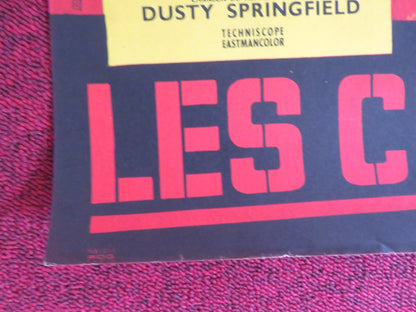 DUSTY SPRINGFIELD
TECHNISCOPE
EASTMANCOLOR
LES C